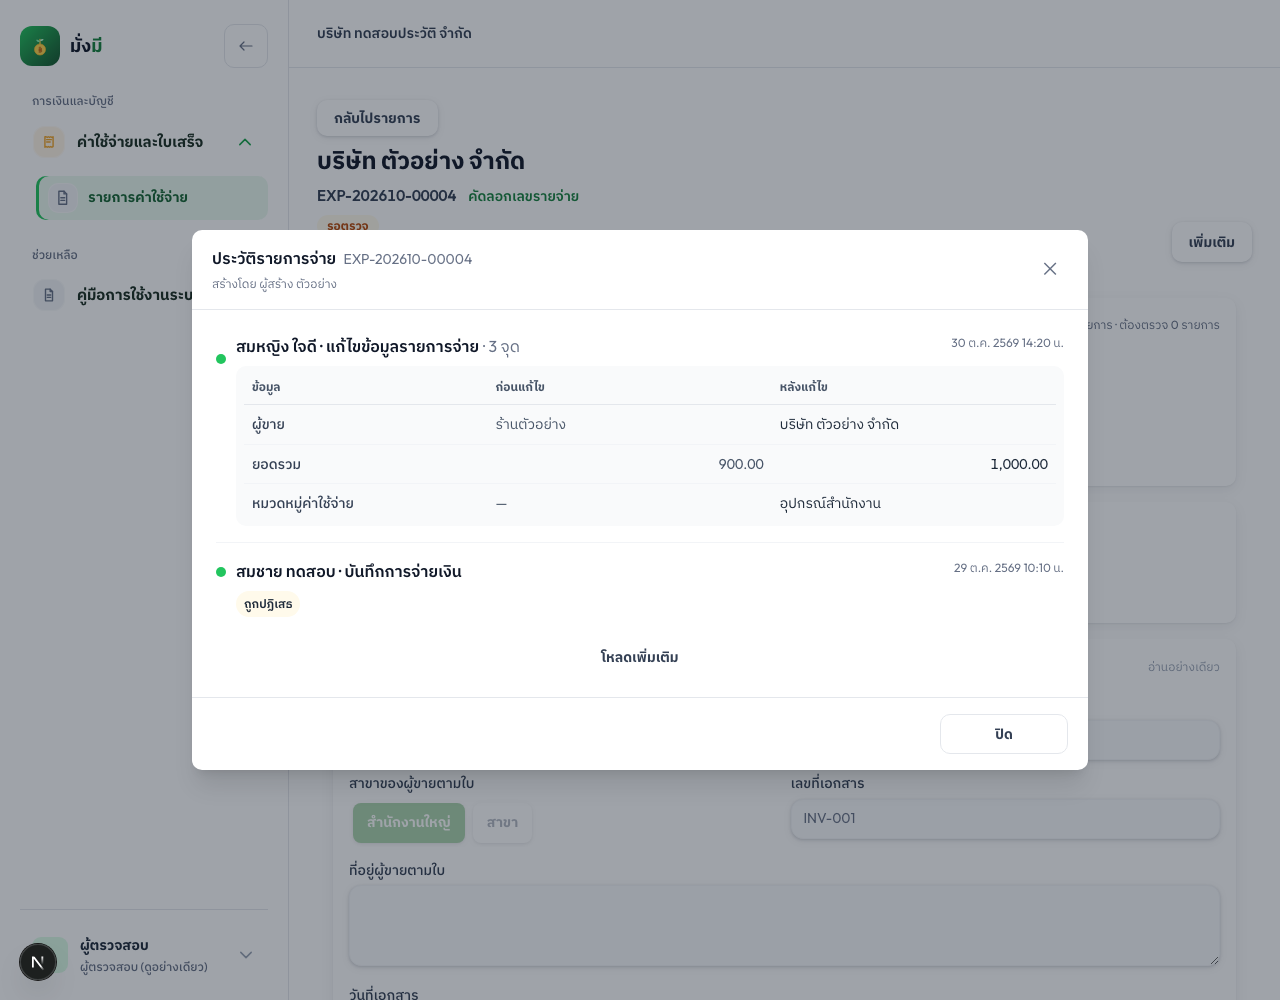 มั่งมี
การเงินและบัญชี
ค่าใช้จ่ายและใบเสร็จ
รายการค่าใช้จ่าย
ช่วยเหลือ
คู่มือการใช้งานระบ
บริษัท ทดสอบประวัติ จำกัด
กลับไปรายการ
บริษัท ตัวอย่าง จำกัด
EXP-202610-00004 คัดลอกเลขรายจ่าย
รอตรวจ
เพิ่มเติม
ยการ · ต้องตรวจ 0 รายการ
ประวัติรายการจ่าย EXP-202610-00004
สร้างโดย ผู้สร้าง ตัวอย่าง
สมหญิง ใจดี · แก้ไขข้อมูลรายการจ่าย · 3 จุด
30 ต.ค. 2569 14:20 น.
ข้อมูล ก่อนแก้ไข หลังแก้ไข
ผู้ขาย ร้านตัวอย่าง บริษัท ตัวอย่าง จำกัด
ยอดรวม 900.00 1,000.00
หมวดหมู่ค่าใช้จ่าย — อุปกรณ์สำนักงาน
สมชาย ทดสอบ · บันทึกการจ่ายเงิน
29 ต.ค. 2569 10:10 น.
ถูกปฏิเสธ
โหลดเพิ่มเติม
ปิด
อ่านอย่างเดียว
สาขาของผู้ขายตามใบ
เลขที่เอกสาร
สำนักงานใหญ่ สาขา
INV-001
ที่อยู่ผู้ขายตามใบ
วันที่เอกสาร
N
ผู้ตรวจสอบ
ผู้ตรวจสอบ (ดูอย่างเดียว)